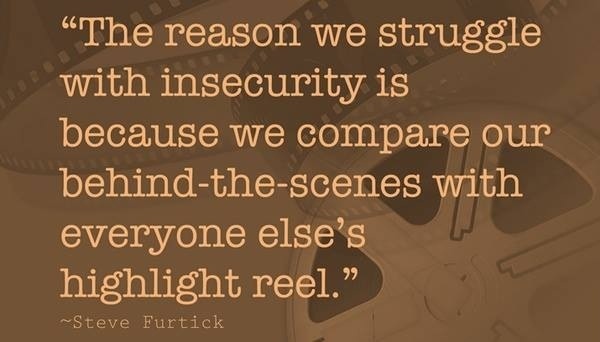 “The reason we struggle
with insecurity is
because we compare our
behind-the-scenes with
everyone else’s
highlight reel.”
~Steve Furtick